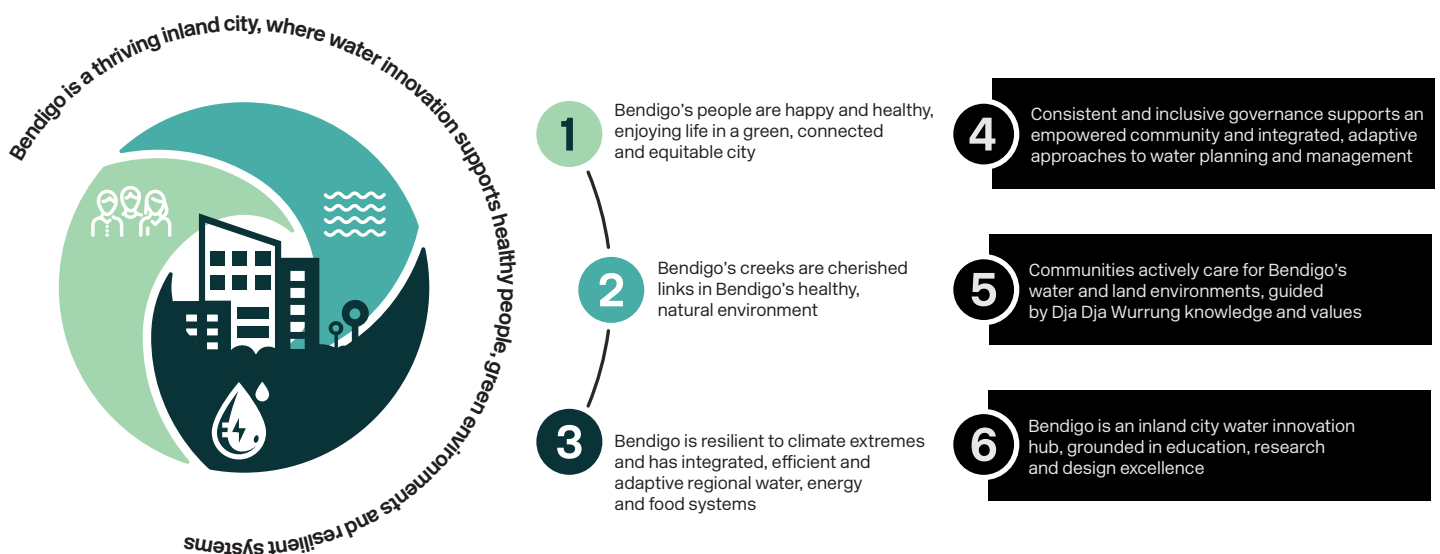 Bendigo is a thriving inland city, where water innovation supports healthy people, green environments and resilient systems
1
Bendigo's people are happy and healthy,
enjoying life in a green, connected
and equitable city
2
Bendigo's creeks are cherished
links in Bendigo's healthy,
natural environment
3
Bendigo is resilient to climate extremes
and has integrated, efficient and
adaptive regional water, energy
and food systems
4
Consistent and inclusive governance supports an
empowered community and integrated, adaptive
approaches to water planning and management
5
Communities actively care for Bendigo's
water and land environments, guided
by Dja Dja Wurrung knowledge and values
6
Bendigo is an inland city water innovation
hub, grounded in education, research
and design excellence